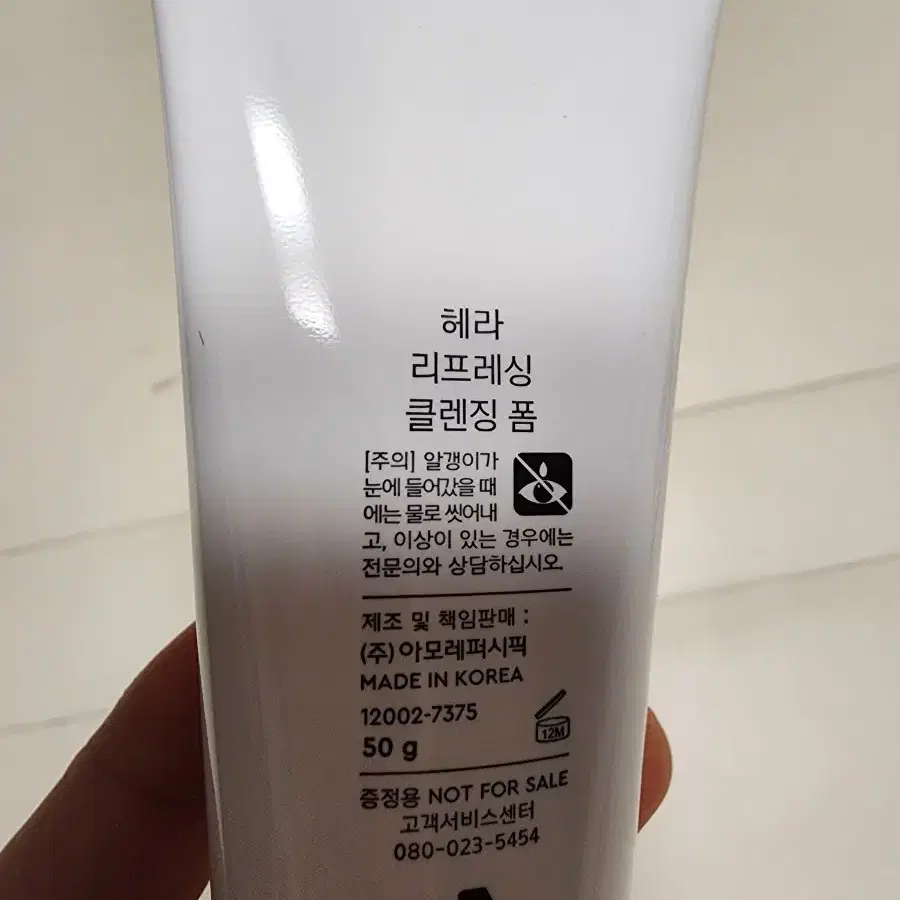 헤라
리프레싱
클렌징 폼
[주의] 알갱이가
눈에 들어갔을 때
에는 물로 씻어내
고, 이상이 있는 경우에는
전문의와 상담하십시오.
제조 및 책임판매 :
(주)아모레퍼시픽
MADE IN KOREA
12002-7375
12M
50 g
증정용 NOT FOR SALE
고객서비스센터
080-023-5454